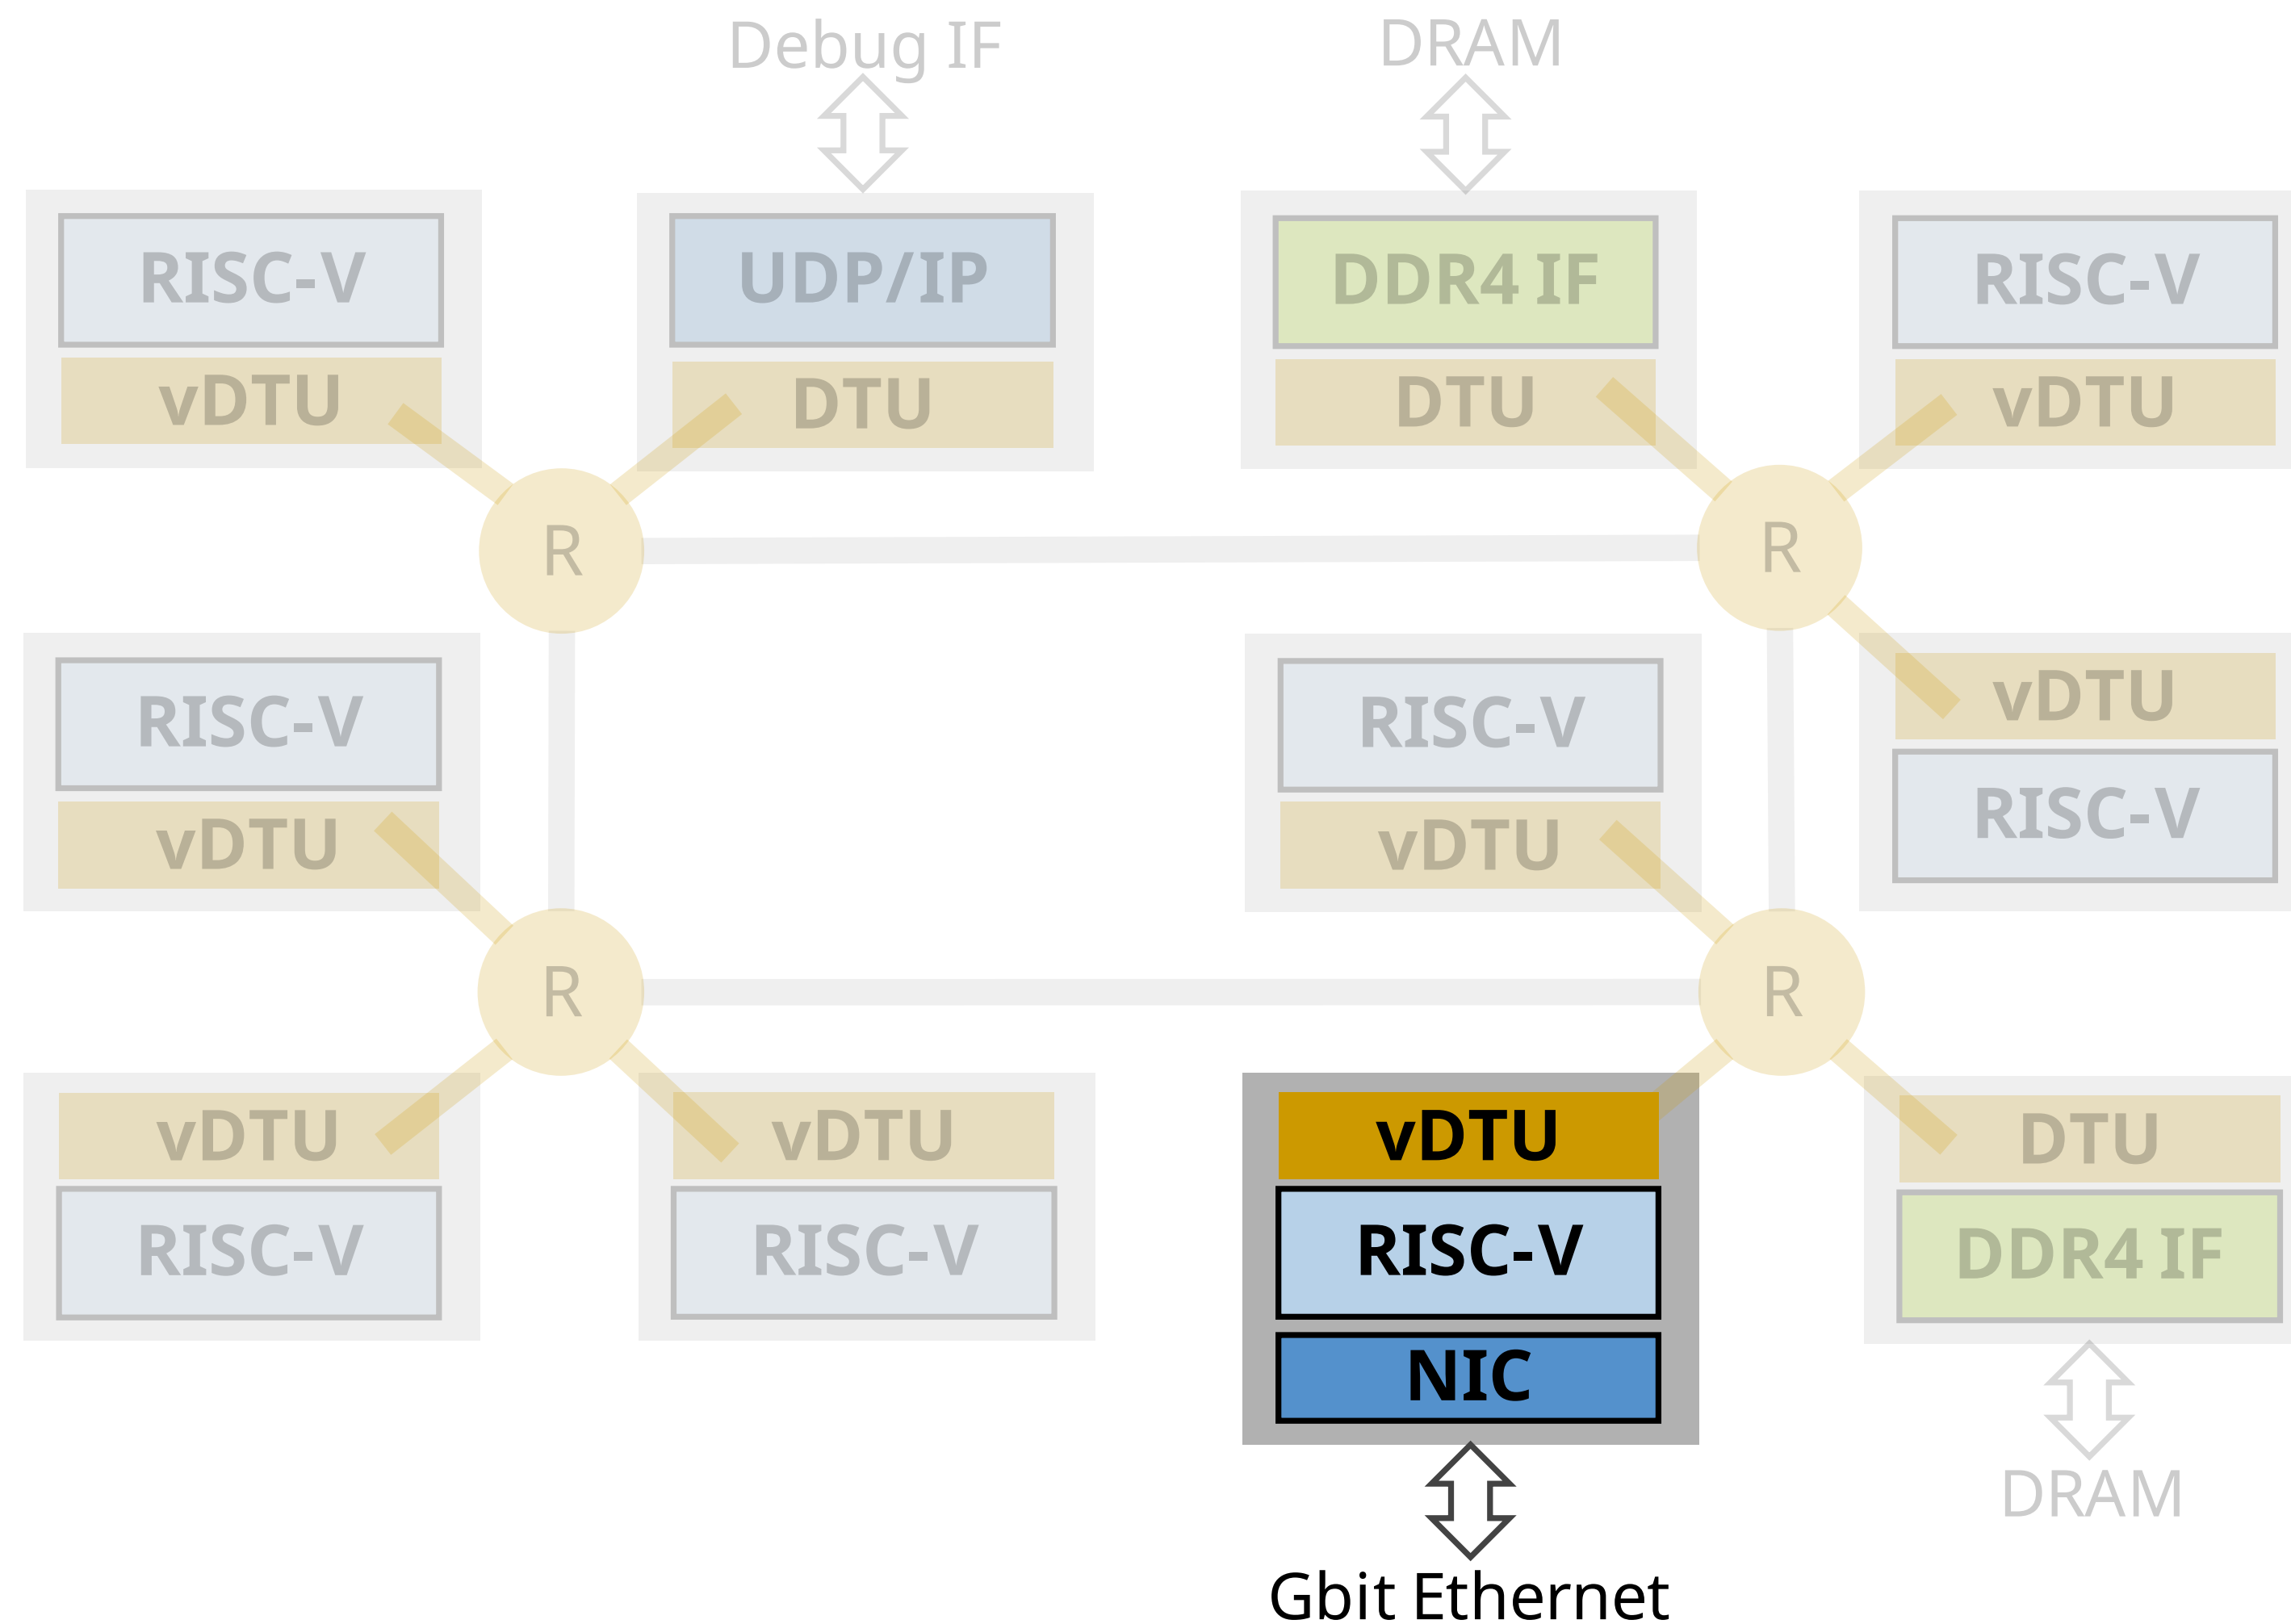 Debug IF
DRAM
RISC-V
vDTU
UDP/IP
DTU
DDR4 IF
DTU
RISC-V
vDTU
R
R
RISC-V
vDTU
RISC-V
vDTU
vDTU
RISC-V
R
R
vDTU
RISC-V
vDTU
RISC-V
vDTU
RISC-V
NIC
DTU
DDR4 IF
DRAM
Gbit Ethernet